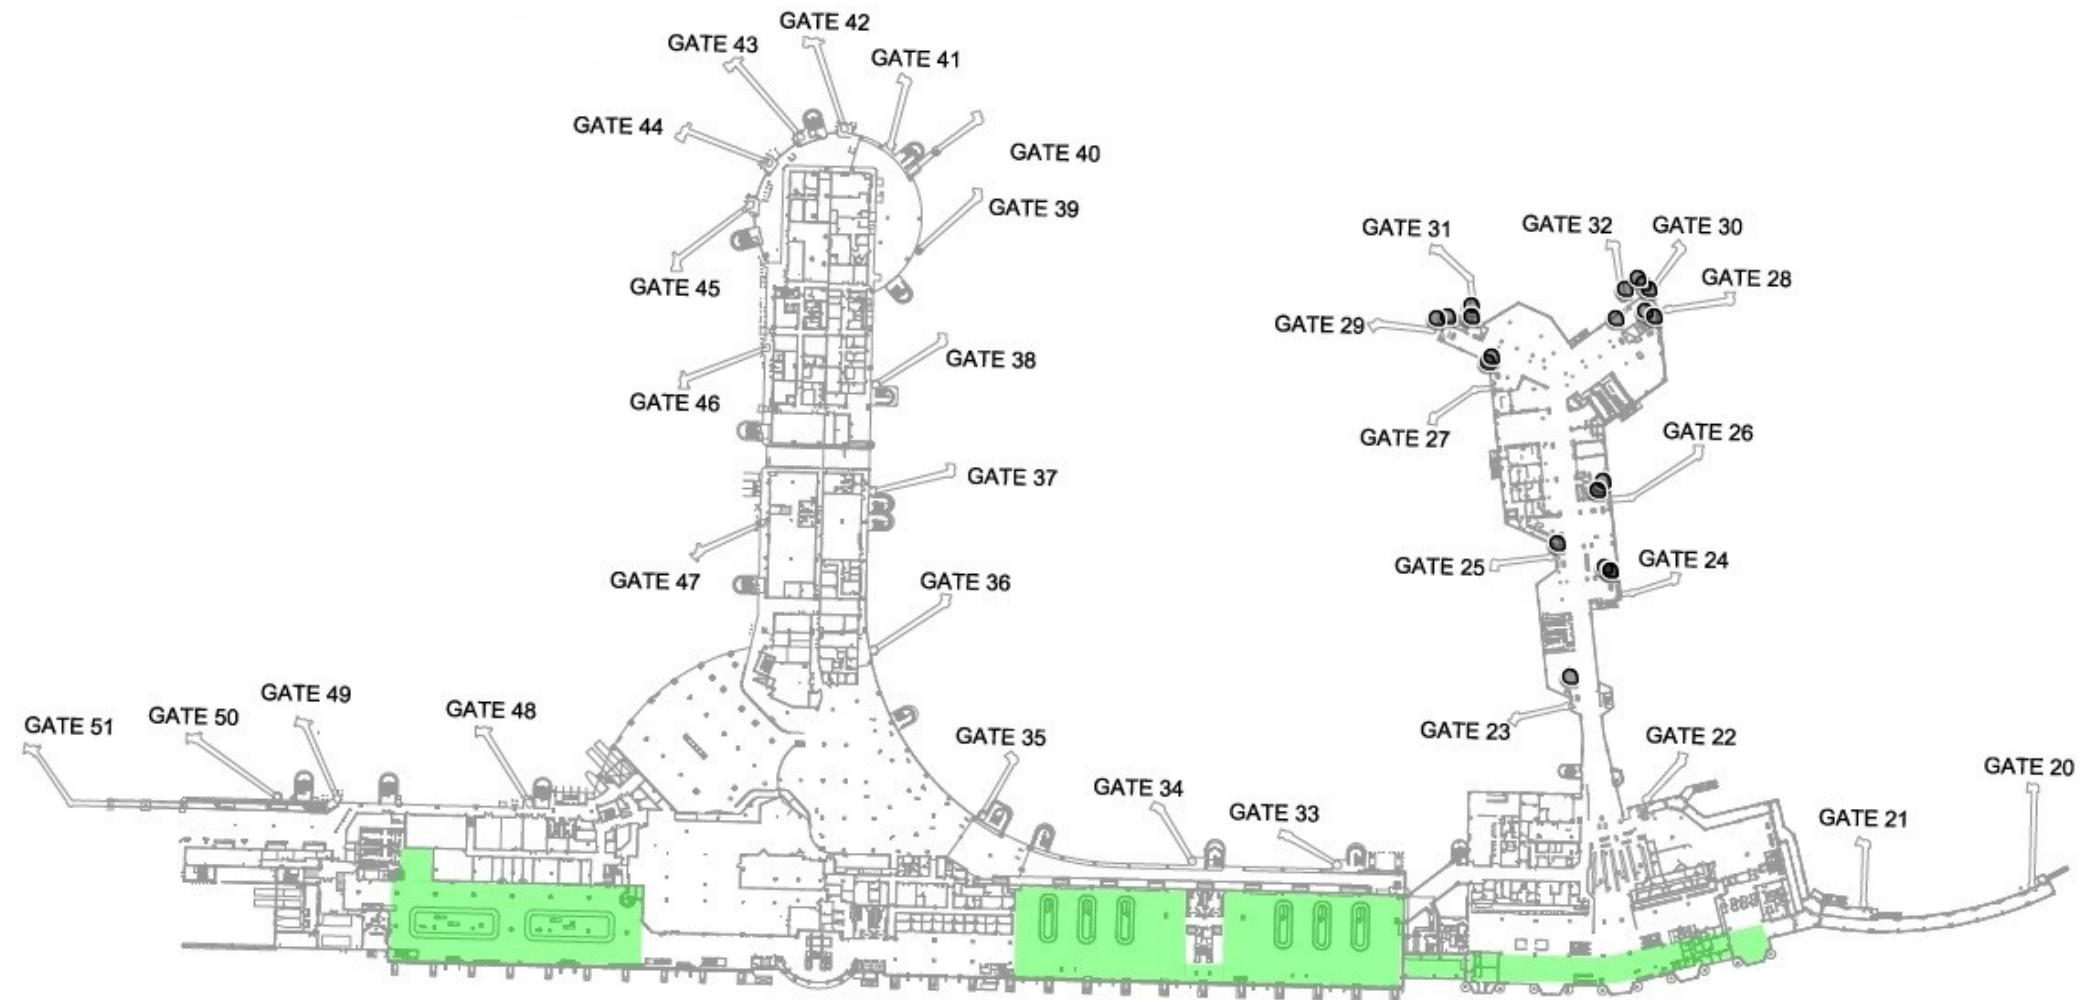 GATE 42
GATE 43
GATE 41
GATE 44
GATE 40
GATE 39
GATE 31
GATE 32
GATE 30
GATE 28
GATE 45
GATE 29
GATE 38
GATE 46
GATE 27
GATE 26
GATE 37
GATE 47
GATE 36
GATE 25
GATE 24
GATE 49
GATE 48
GATE 50
GATE 51
GATE 35
GATE 23
GATE 22
GATE 20
GATE 34
GATE 33
GATE 21